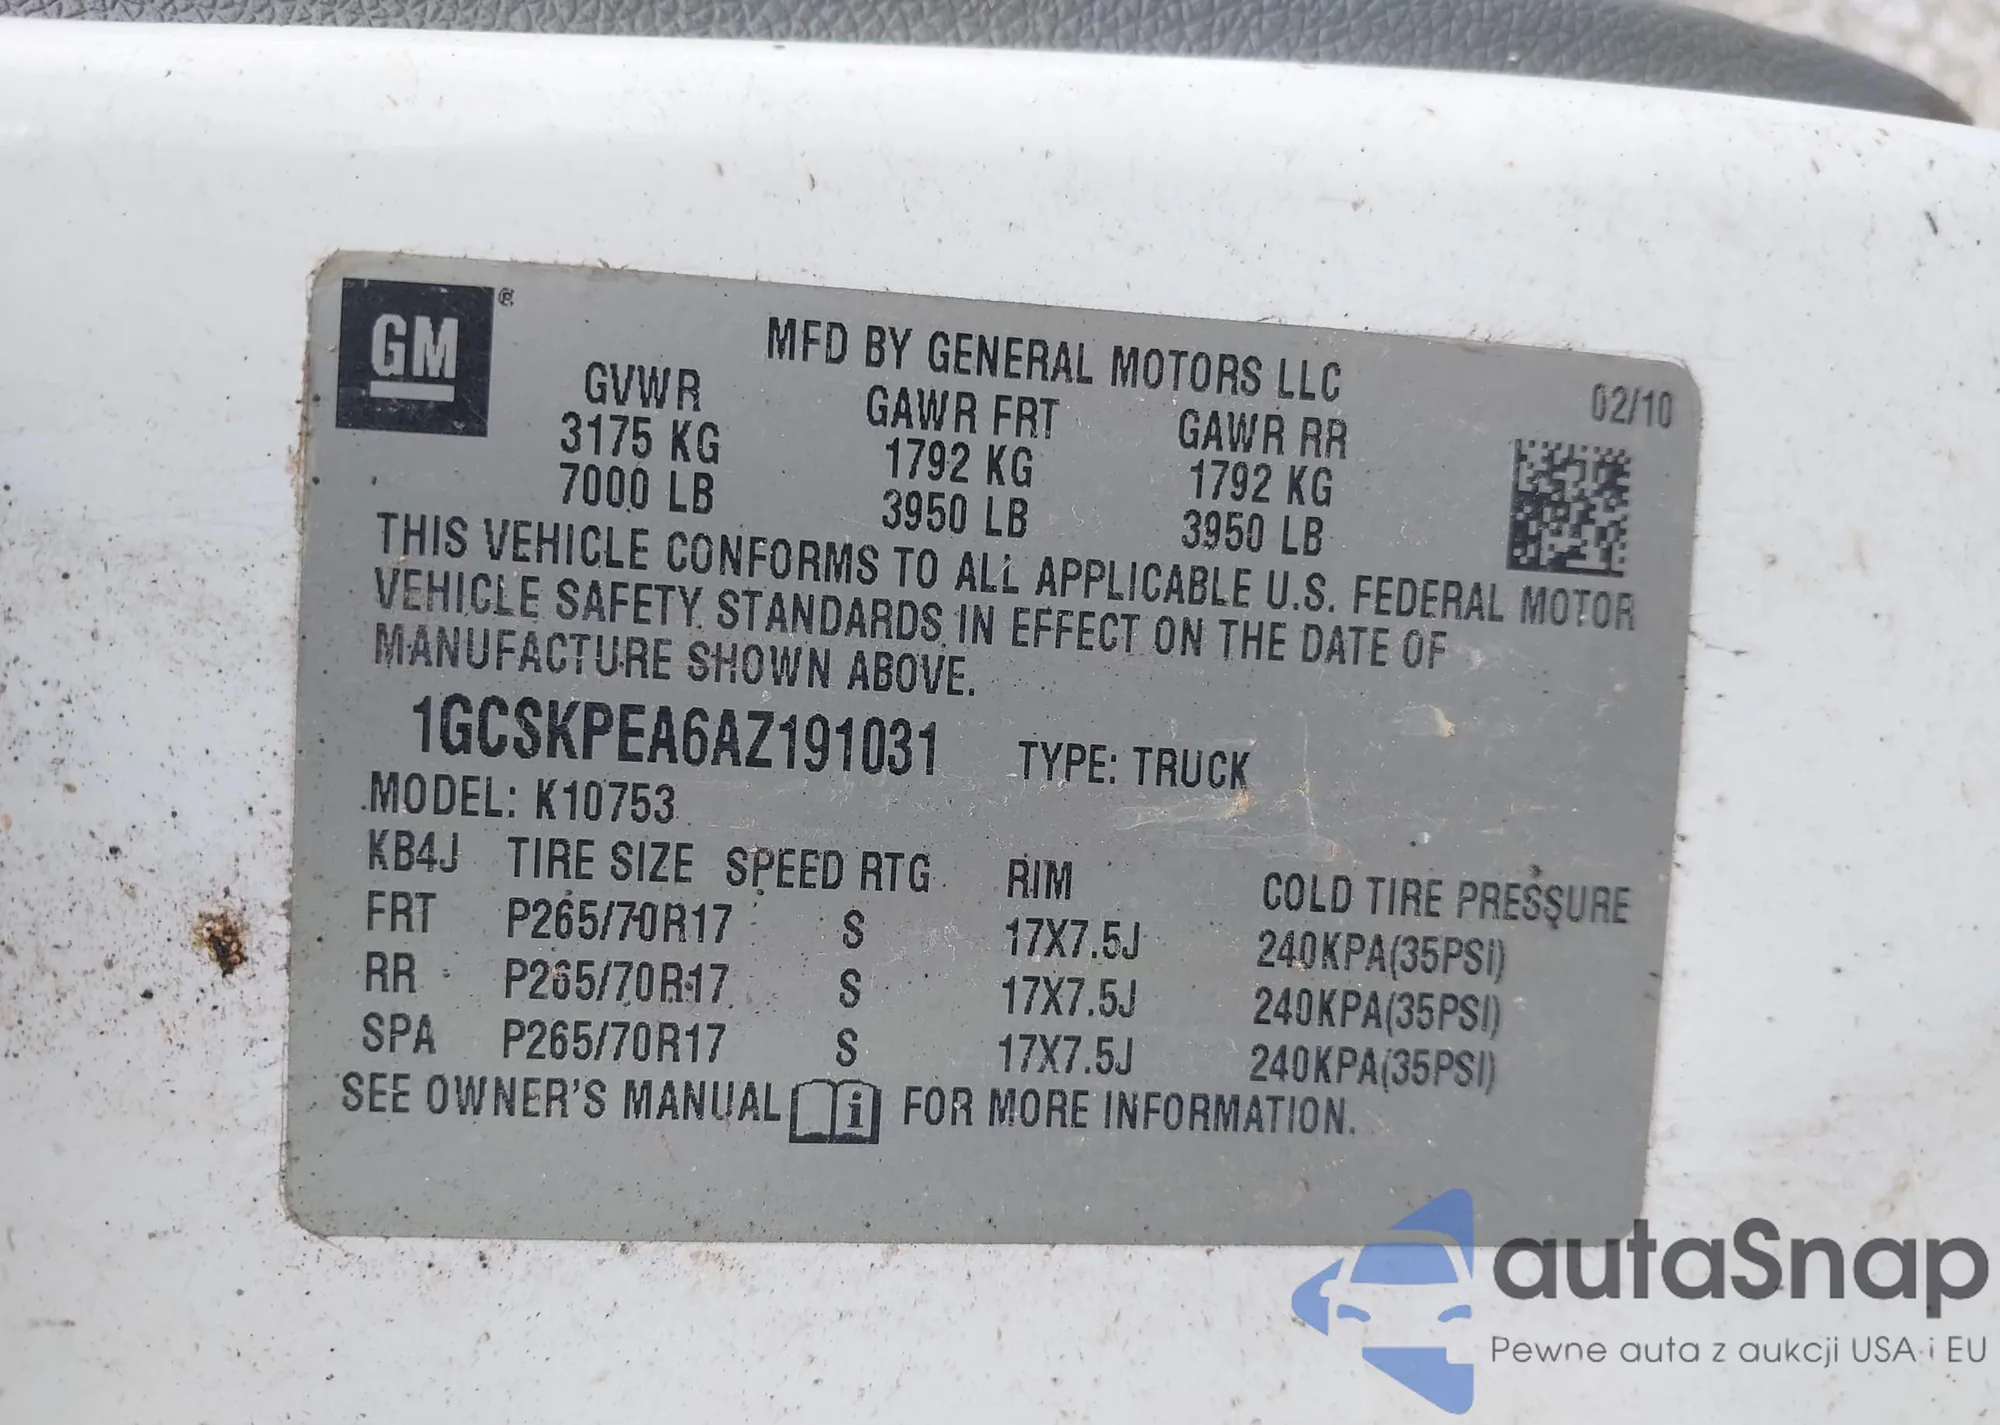 GM ®
MFD BY GENERAL MOTORS LLC
02/10
GVWR GAWR FRT GAWR RR
3175 KG 1792 KG 1792 KG
7000 LB 3950 LB 3950 LB
THIS VEHICLE CONFORMS TO ALL APPLICABLE U.S. FEDERAL MOTOR
VEHICLE SAFETY STANDARDS IN EFFECT ON THE DATE OF
MANUFACTURE SHOWN ABOVE.
1GCSKPEA6AZ191031 TYPE: TRUCK
MODEL: K10753
KB4J TIRE SIZE SPEED RTG RIM COLD TIRE PRESSURE
FRT P265/70R17 S 17X7.5J 240KPA(35PSI)
RR P265/70R17 S 17X7.5J 240KPA(35PSI)
SPA P265/70R17 S 17X7.5J 240KPA(35PSI)
SEE OWNER'S MANUAL i FOR MORE INFORMATION.
autaSnap
Pewne auta z aukcji USA i EU